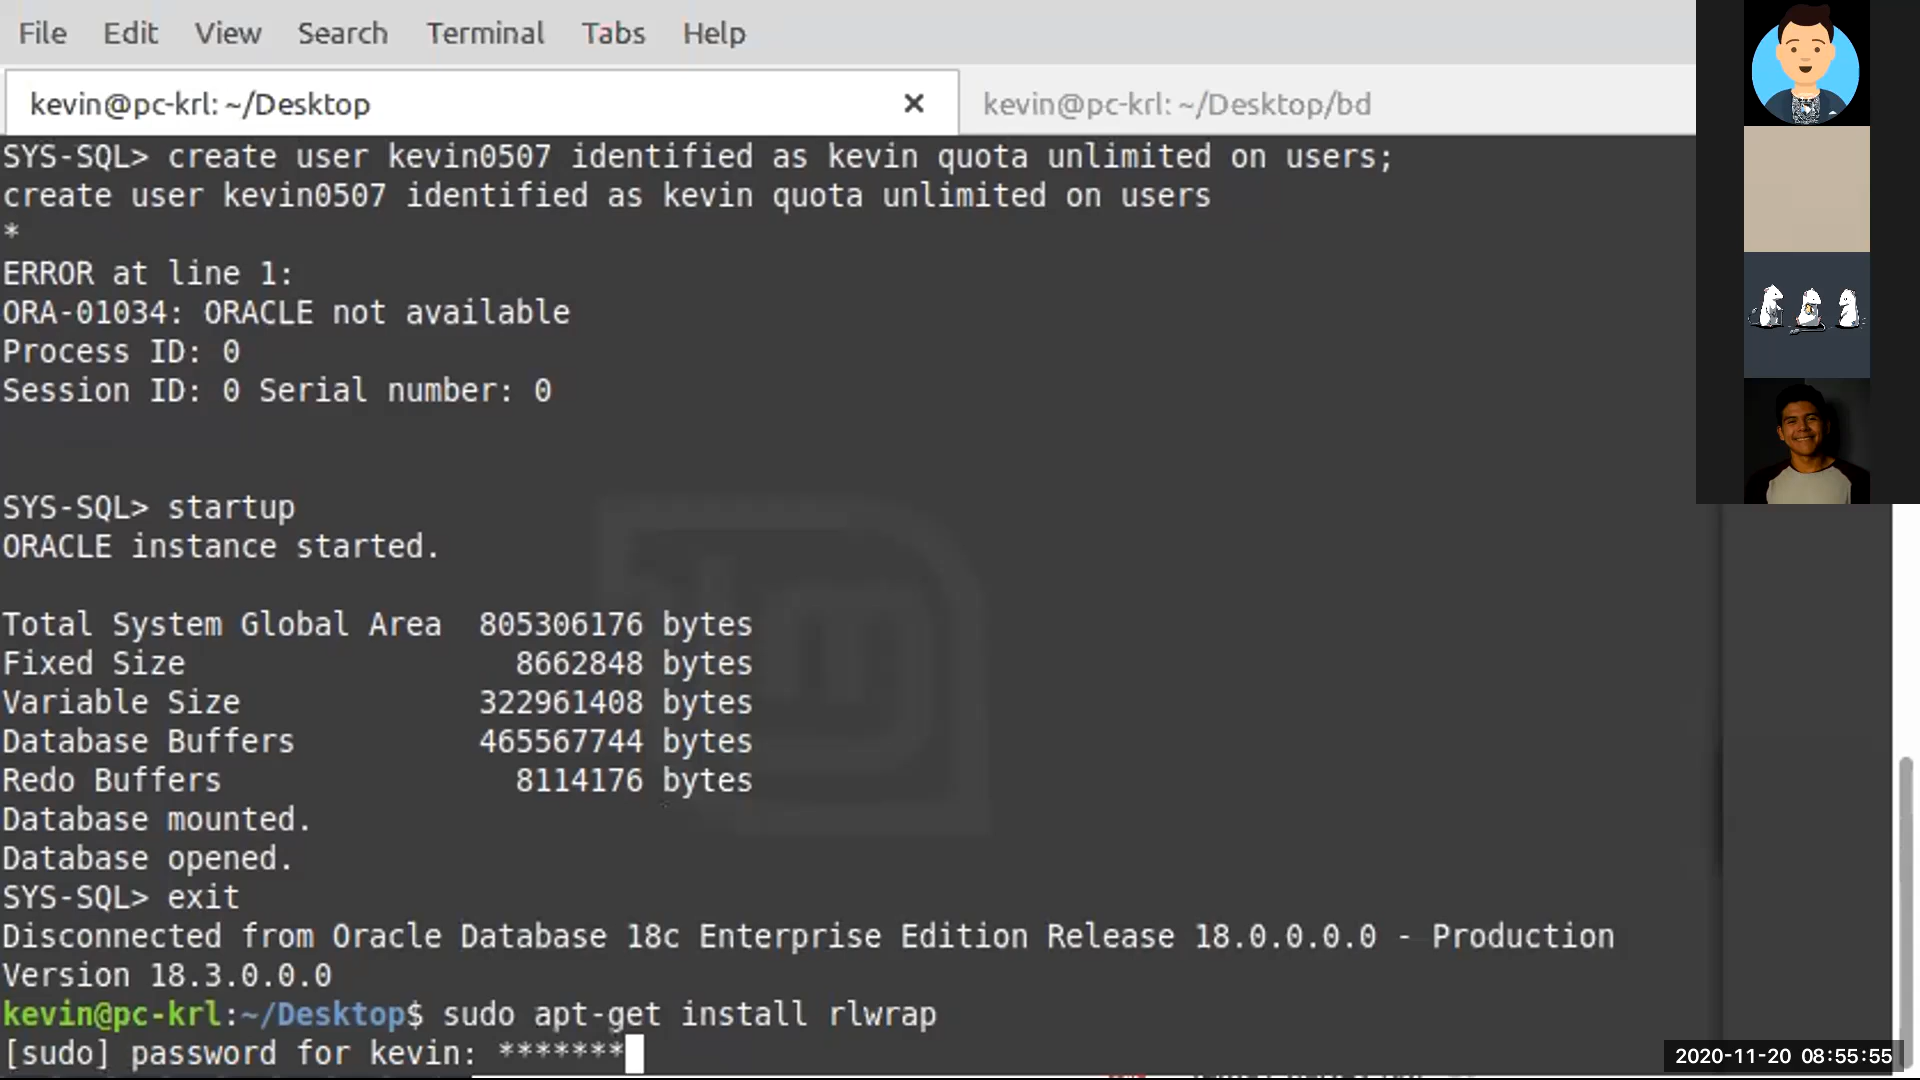 File Edit View Search Terminal Tabs Help
kevin@pc-krl: ~/Desktop × kevin@pc-krl: ~/Desktop/bd
SYS-SQL> create user kevin0507 identified as kevin quota unlimited on users;
create user kevin0507 identified as kevin quota unlimited on users
*
ERROR at line 1:
ORA-01034: ORACLE not available
Process ID: 0
Session ID: 0 Serial number: 0
SYS-SQL> startup
ORACLE instance started.
Total System Global Area 805306176 bytes
Fixed Size 8662848 bytes
Variable Size 322961408 bytes
Database Buffers 465567744 bytes
Redo Buffers 8114176 bytes
Database mounted.
Database opened.
SYS-SQL> exit
Disconnected from Oracle Database 18c Enterprise Edition Release 18.0.0.0.0 - Production
Version 18.3.0.0.0
kevin@pc-krl:~/Desktop$ sudo apt-get install rlwrap
[sudo] password for kevin: *******
2020-11-20 08:55:55